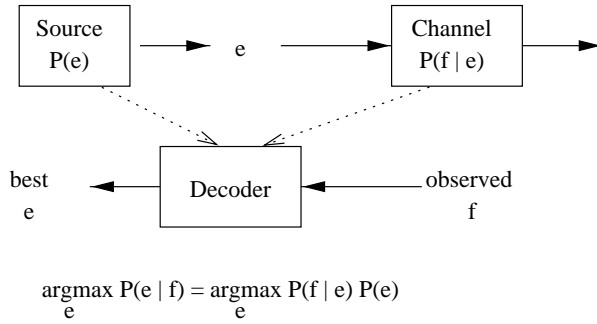 Source
P(e)
e
Channel
P(f | e)
best
e
Decoder
observed
f
argmax P(e | f) = argmax P(f | e) P(e)
e e